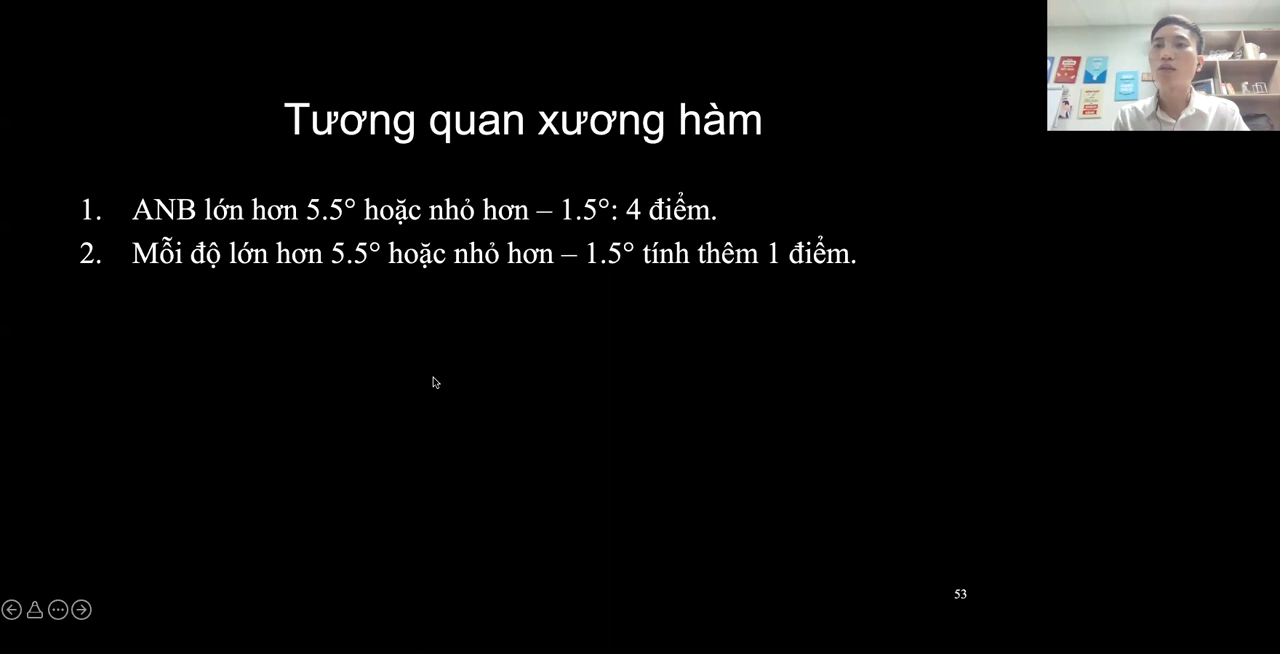 Tương quan xương hàm
1. ANB lớn hơn 5.5° hoặc nhỏ hơn – 1.5°: 4 điểm.
2. Mỗi độ lớn hơn 5.5° hoặc nhỏ hơn – 1.5° tính thêm 1 điểm.
53